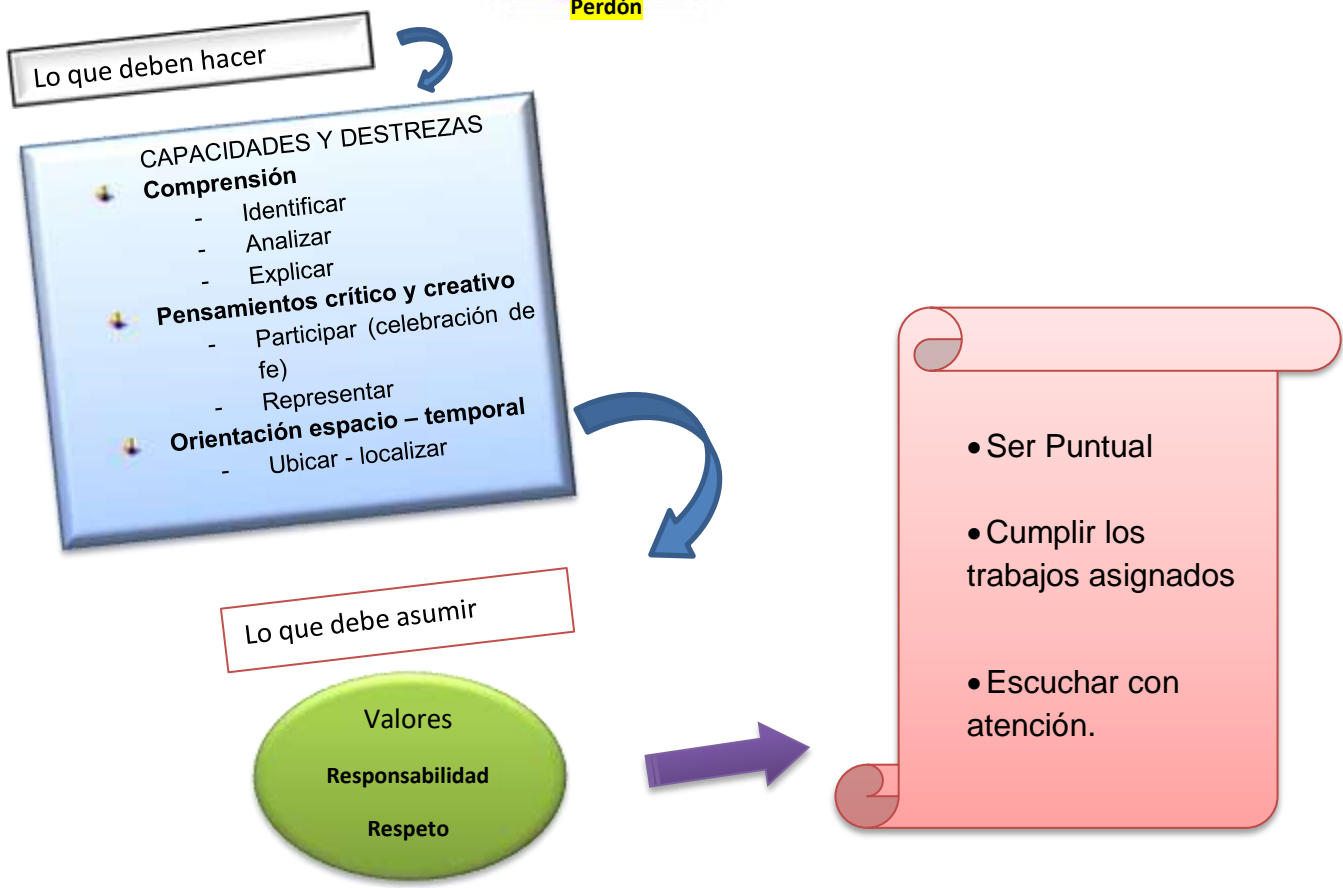 Perdón
Lo que deben hacer
CAPACIDADES Y DESTREZAS
Comprensión
- Identificar
- Analizar
- Explicar
Pensamientos crítico y creativo
- Participar (celebración de
fe)
- Representar
Orientación espacio – temporal
- Ubicar - localizar
Lo que debe asumir
Valores
Responsabilidad
Respeto
• Ser Puntual
• Cumplir los
trabajos asignados
• Escuchar con
atención.